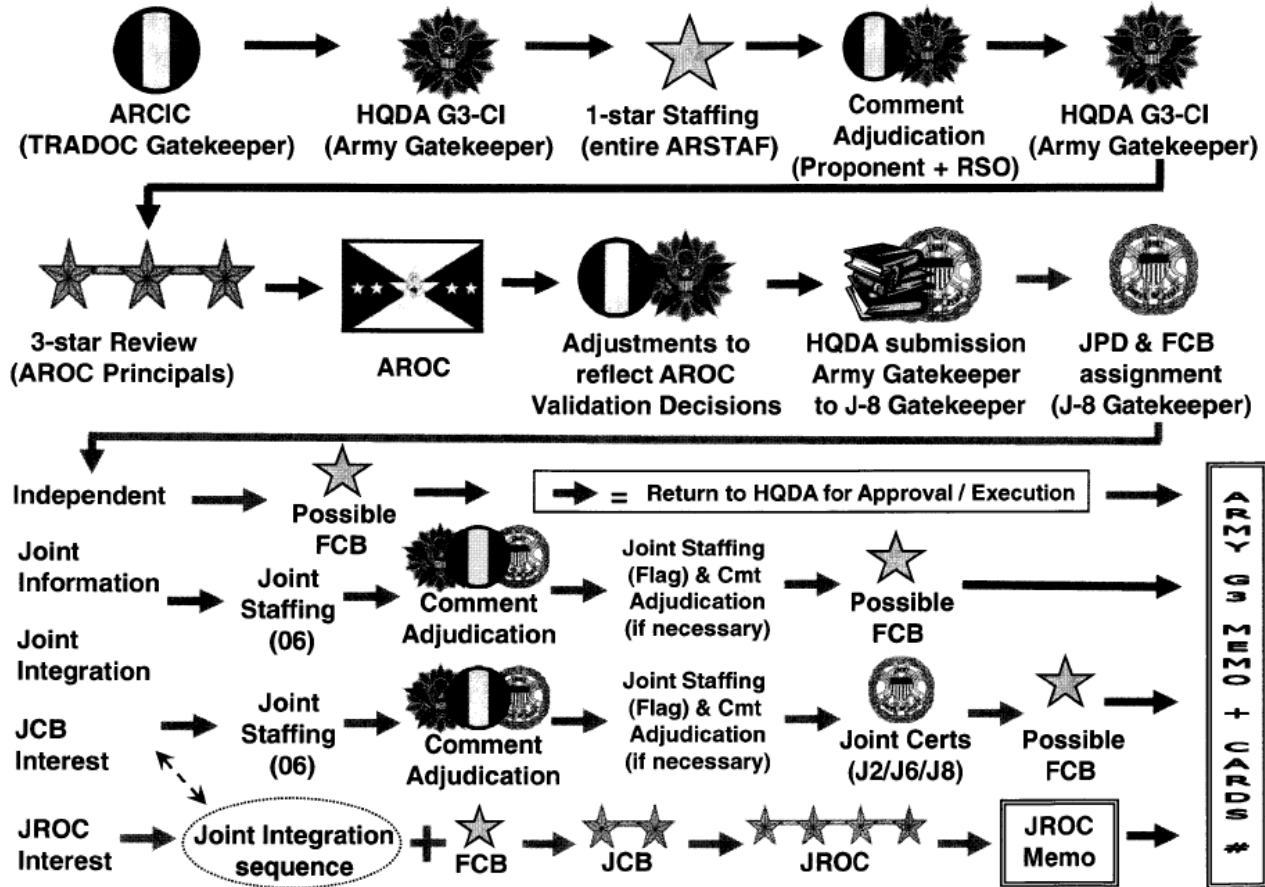 ARCIC
(TRADOC Gatekeeper)
HQDA G3-CI
(Army Gatekeeper)
1-star Staffing
(entire ARSTAF)
Comment
Adjudication
(Proponent + RSO)
HQDA G3-CI
(Army Gatekeeper)
3-star Review
(AROC Principals)
AROC
Adjustments to
reflect AROC
Validation Decisions
HQDA submission
Army Gatekeeper
to J-8 Gatekeeper
JPD & FCB
assignment
(J-8 Gatekeeper)
Independent
Possible
FCB
= Return to HQDA for Approval / Execution
Joint
Information
Joint
Staffing
(06)
Comment
Adjudication
Joint Staffing
(Flag) & Cmt
Adjudication
(if necessary)
Possible
FCB
Joint
Integration
JCB
Interest
Joint
Staffing
(06)
Comment
Adjudication
Joint Staffing
(Flag) & Cmt
Adjudication
(if necessary)
Joint Certs
(J2/J6/J8)
Possible
FCB
JROC
Interest
Joint Integration
sequence
+
FCB
JCB
JROC
JROC
Memo
ARMY G3 MEMO + CARDS #